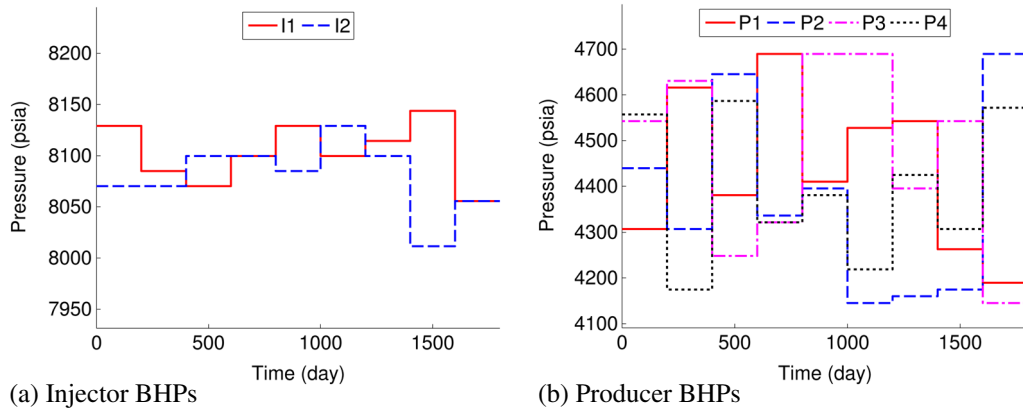 I1 I2
8200
8150
8100
8050
8000
7950
Pressure (psia)
0 500 1000 1500
Time (day)
(a) Injector BHPs
P1 P2 P3 P4
4700
4600
4500
4400
4300
4200
4100
Pressure (psia)
0 500 1000 1500
Time (day)
(b) Producer BHPs